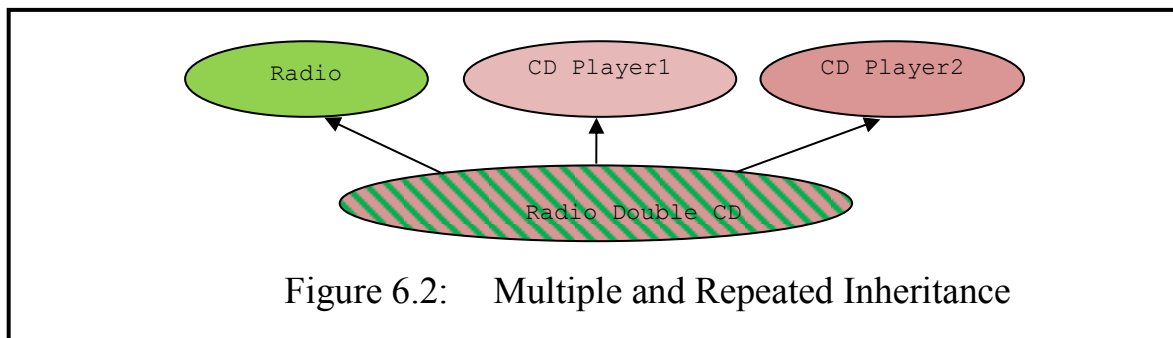 Radio
CD Player1
CD Player2
Radio Double CD
Figure 6.2: Multiple and Repeated Inheritance